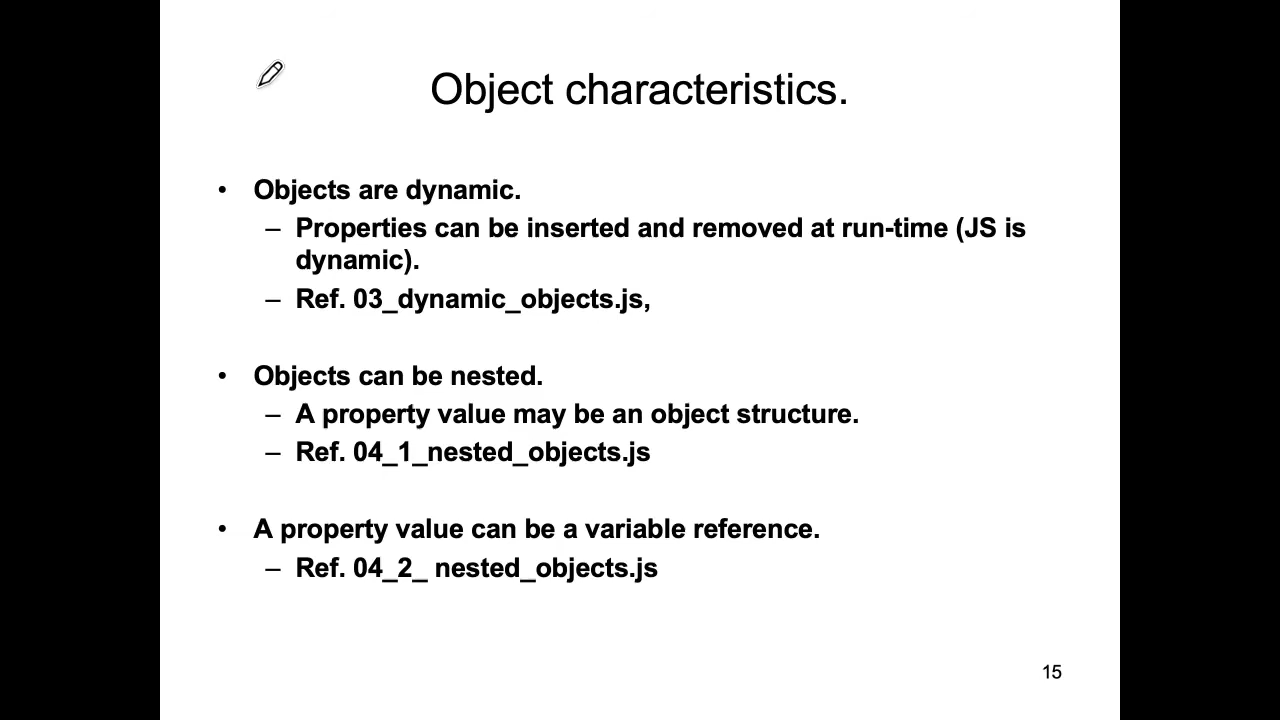 Object characteristics.
• Objects are dynamic.
– Properties can be inserted and removed at run-time (JS is
dynamic).
– Ref. 03_dynamic_objects.js,
• Objects can be nested.
– A property value may be an object structure.
– Ref. 04_1_nested_objects.js
• A property value can be a variable reference.
– Ref. 04_2_ nested_objects.js
15